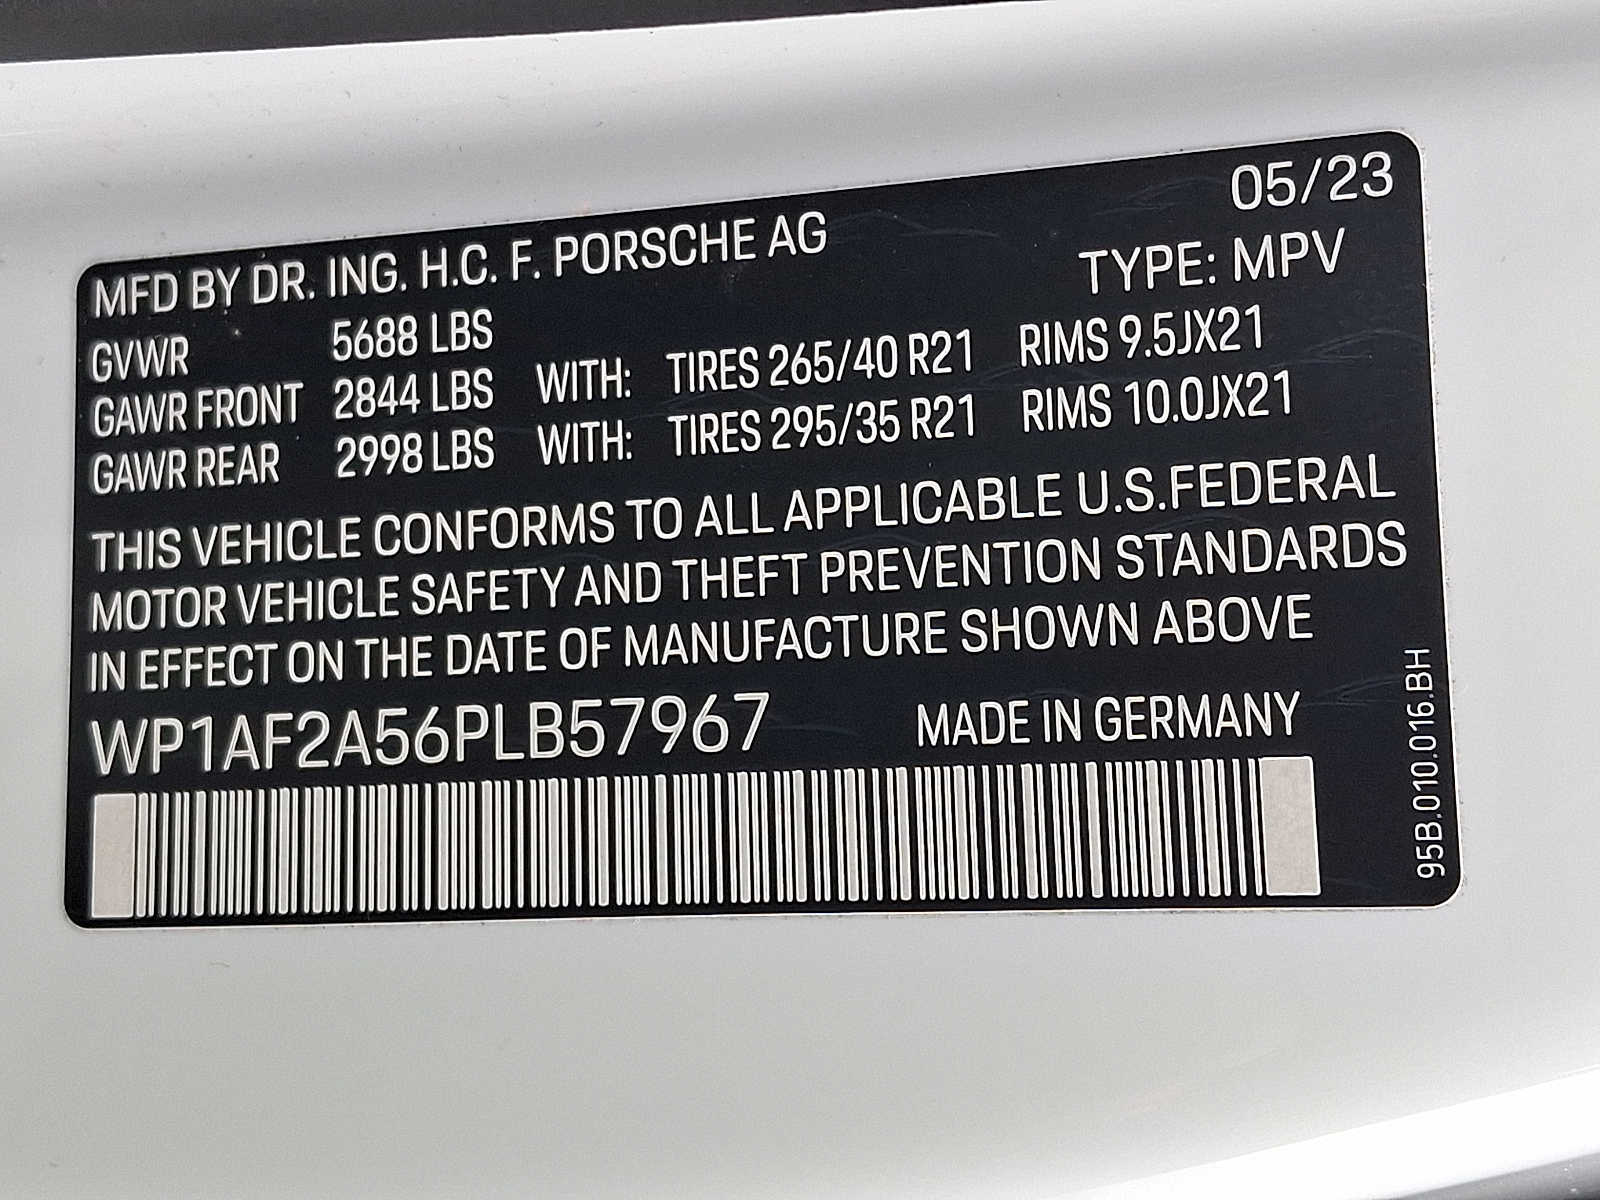 05/23
MFD BY DR. ING. H.C. F. PORSCHE AG
TYPE: MPV
GVWR 5688 LBS
GAWR FRONT 2844 LBS WITH: TIRES 265/40 R21 RIMS 9.5JX21
GAWR REAR 2998 LBS WITH: TIRES 295/35 R21 RIMS 10.0JX21
THIS VEHICLE CONFORMS TO ALL APPLICABLE U.S.FEDERAL
MOTOR VEHICLE SAFETY AND THEFT PREVENTION STANDARDS
IN EFFECT ON THE DATE OF MANUFACTURE SHOWN ABOVE
WP1AF2A56PLB57967 MADE IN GERMANY
95B.010.016.BH